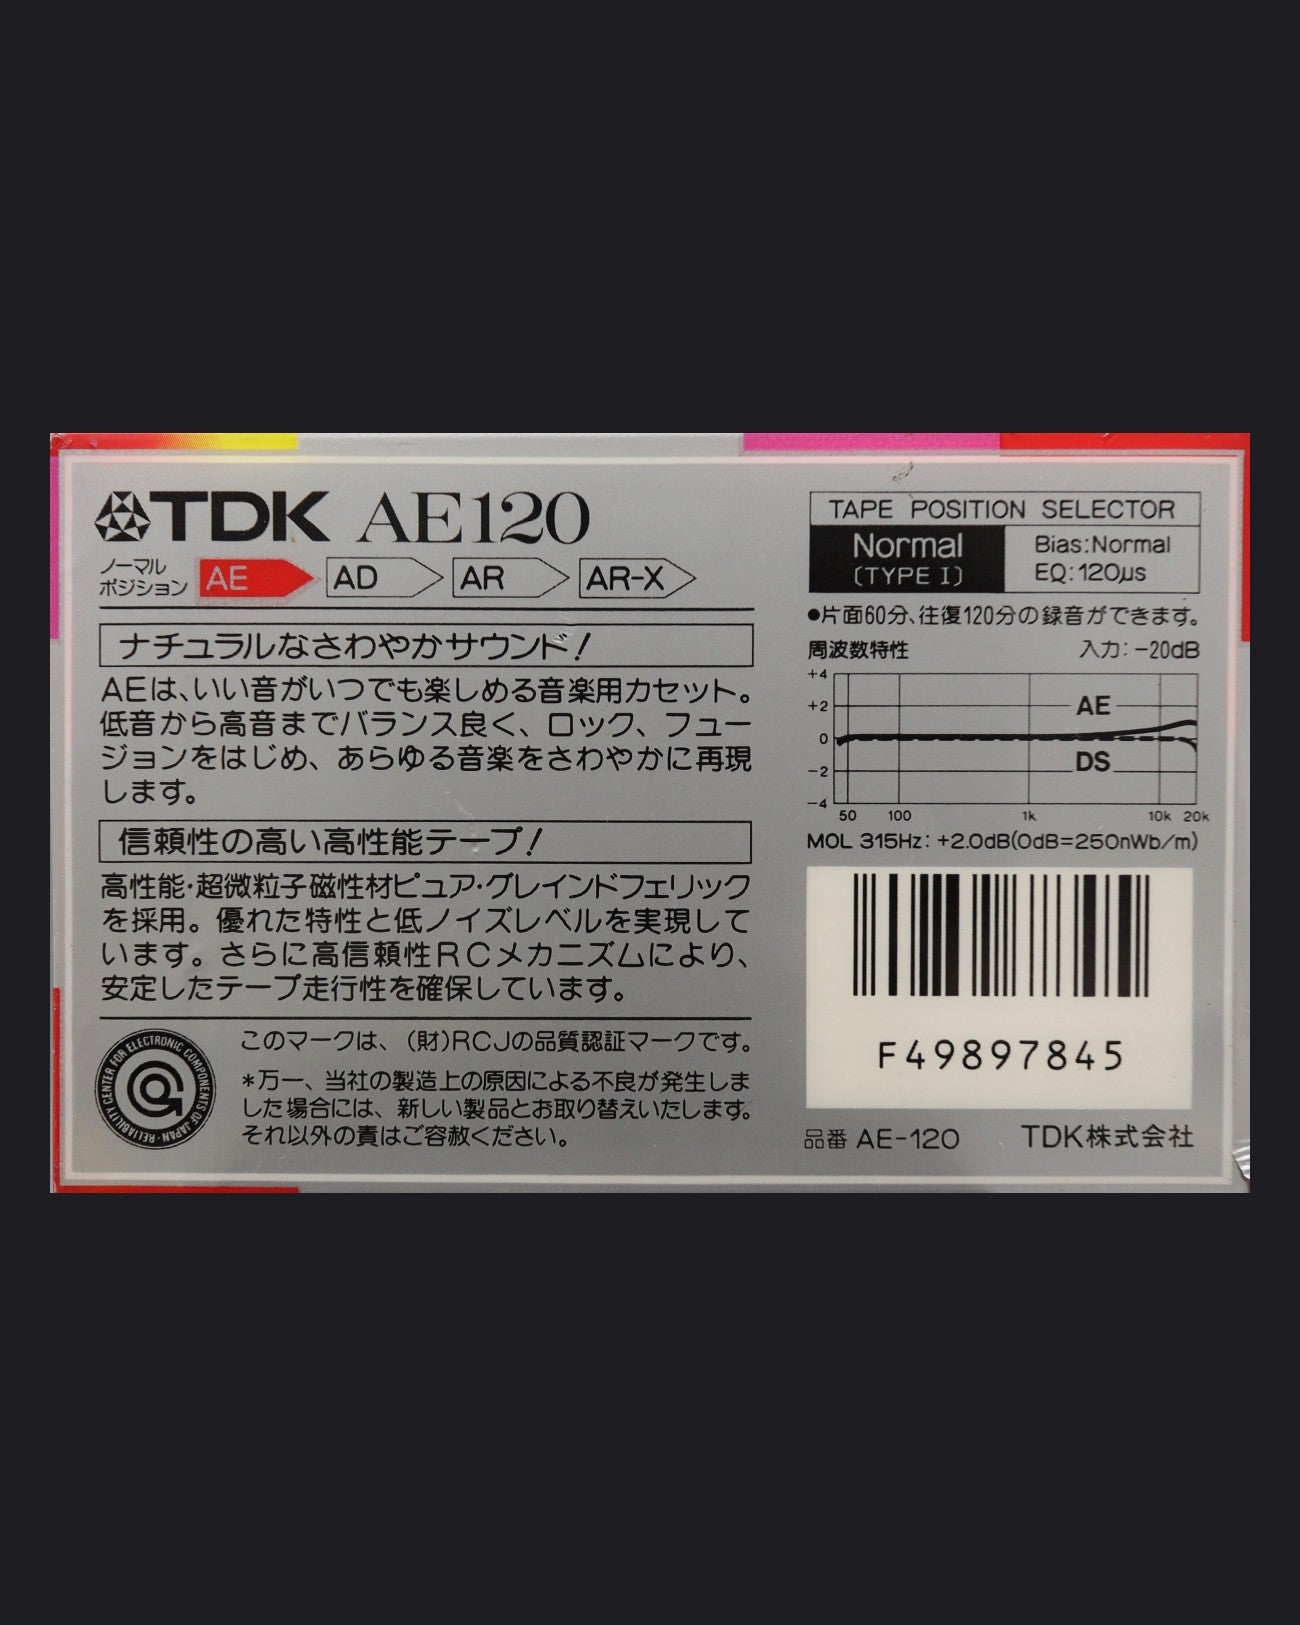 TDK AE120
ノーマル
ポジション AE AD AR AR-X
ナチュラルなさわやかサウンド!
AEは、いい音がいつでも楽しめる音楽用カセット。
低音から高音までバランス良く、ロック、フュー
ジョンをはじめ、あらゆる音楽をさわやかに再現
します。
信頼性の高い高性能テープ!
高性能・超微粒子磁性材ピュア・グレインドフェリック
を採用。優れた特性と低ノイズレベルを実現して
います。さらに高信頼性RCメカニズムにより、
安定したテープ走行性を確保しています。
RELIABILITY CENTER FOR ELECTRONIC COMPONENTS OF JAPAN
このマークは、(財)RCJの品質認証マークです。
*万一、当社の製造上の原因による不良が発生しま
した場合には、新しい製品とお取り替えいたします。
それ以外の責はご容赦ください。
TAPE POSITION SELECTOR
Normal
(TYPE I)
Bias:Normal
EQ:120μs
●片面60分、往復120分の録音ができます。
周波数特性 入力:-20dB
+4
+2
0
-2
-4
AE
DS
50 100 1k 10k 20k
MOL 315Hz: +2.0dB(0dB=250nWb/m)
F49897845
品番 AE-120 TDK株式会社